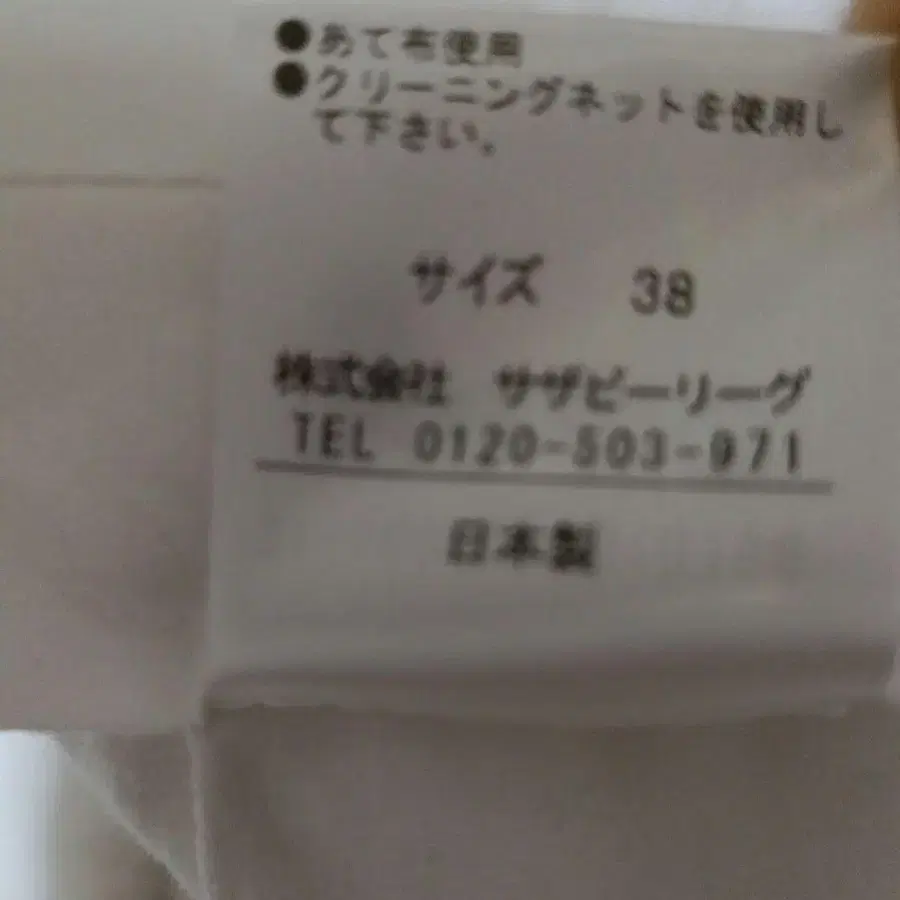 ●あて布使用
●クリーニングネットを使用し
て下さい。
サイズ 38
株式会社 サザビーリーグ
TEL 0120-503-971
日本製